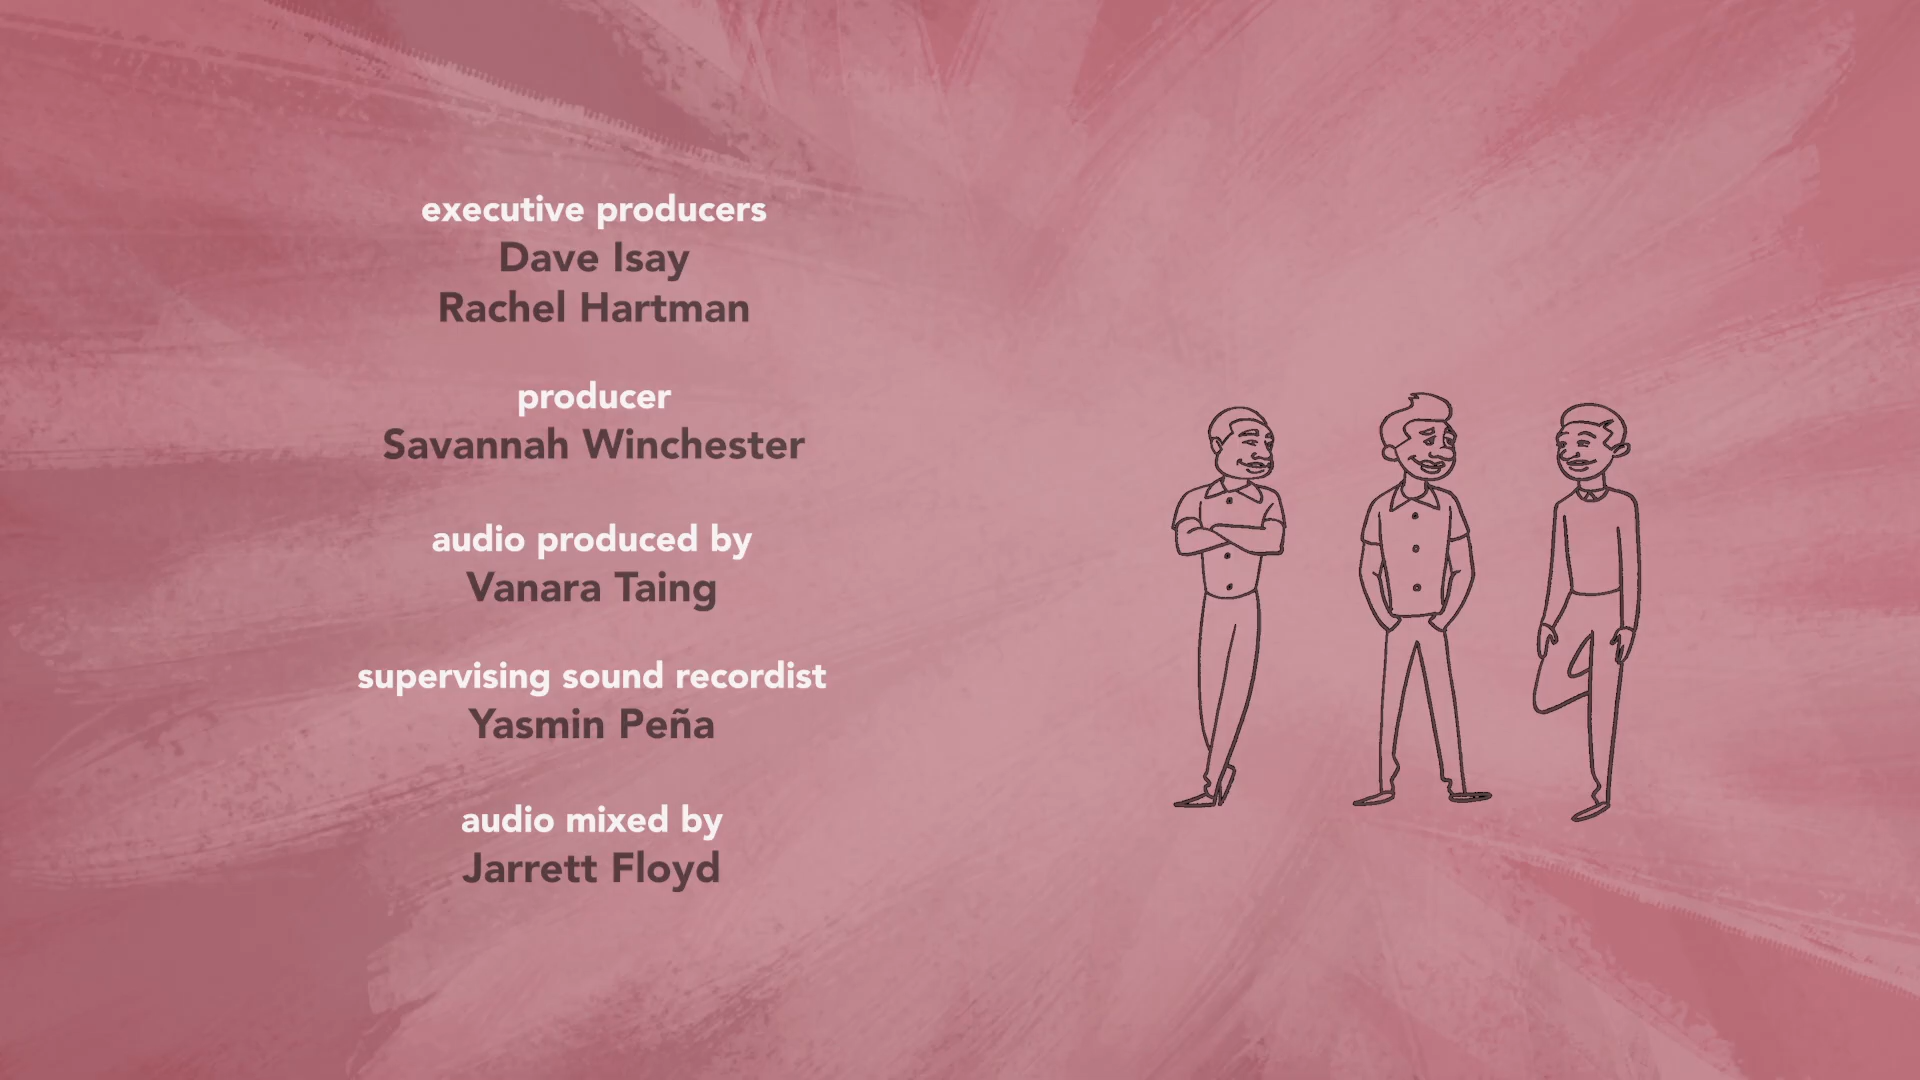 executive producers
Dave Isay
Rachel Hartman
producer
Savannah Winchester
audio produced by
Vanara Taing
supervising sound recordist
Yasmin Peña
audio mixed by
Jarrett Floyd